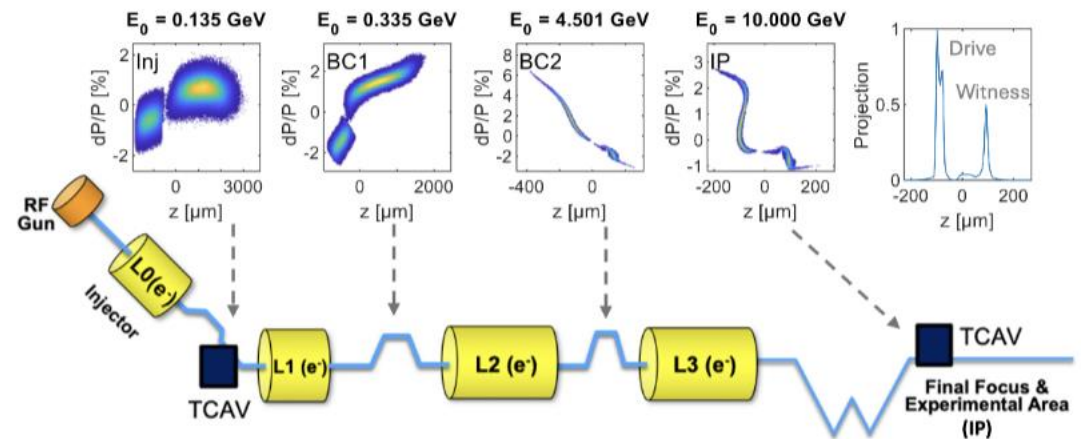 E₀ = 0.135 GeV
E₀ = 0.335 GeV
E₀ = 4.501 GeV
E₀ = 10.000 GeV
Inj
dP/P [%]
2
0
-2
0
3000
z [μm]
BC1
dP/P [%]
2
0
-2
0
2000
z [μm]
BC2
dP/P [%]
8
6
4
2
0
-2
-400
0
z [μm]
IP
dP/P [%]
3
2
1
0
-1
-200
0
200
z [μm]
Projection
1
0.5
0
Drive
Witness
-200
0
200
z [μm]
RF
Gun
L0(e⁻)
Injector
TCAV
L1 (e⁻)
L2 (e⁻)
L3 (e⁻)
TCAV
Final Focus &
Experimental Area
(IP)